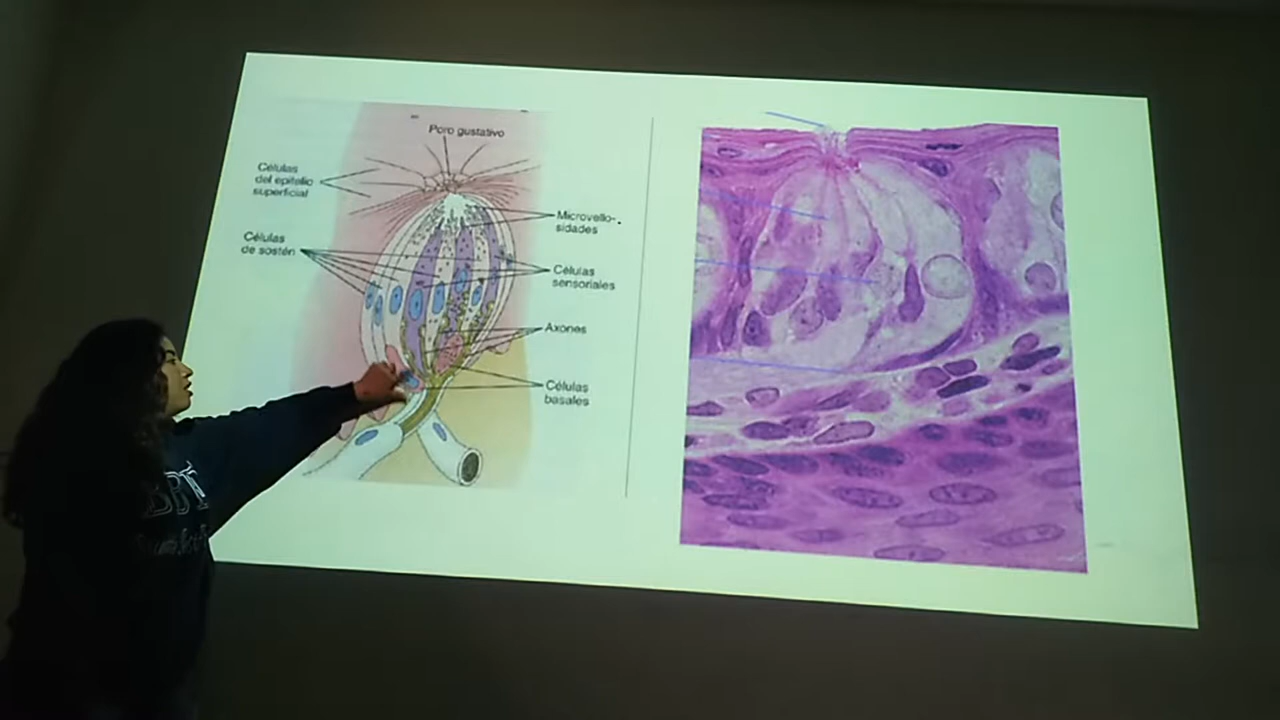 Poro gustativo
Células
del epitelio
superficial
Células
de sostén
Microvello-
sidades
Células
sensoriales
Axones
Células
basales